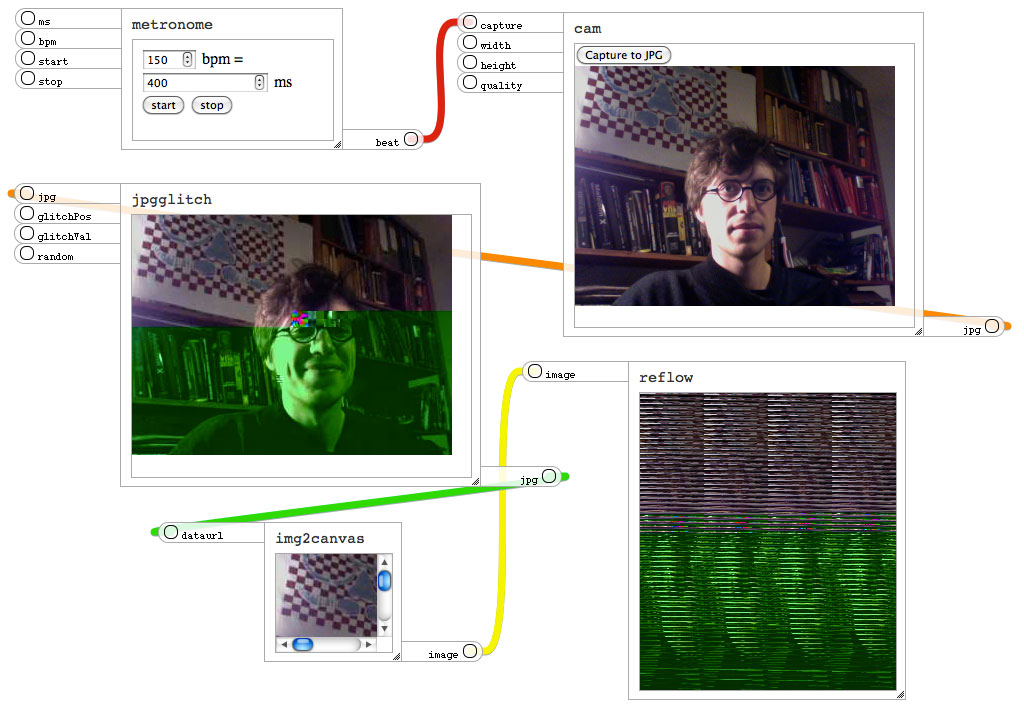 ms
bpm
start
stop
metronome
150 bpm =
400 ms
start stop
beat
capture
width
height
quality
cam
Capture to JPG
jpg
jpg
glitchPos
glitchVal
random
jpgglitch
jpg
image
reflow
dataurl
img2canvas
image